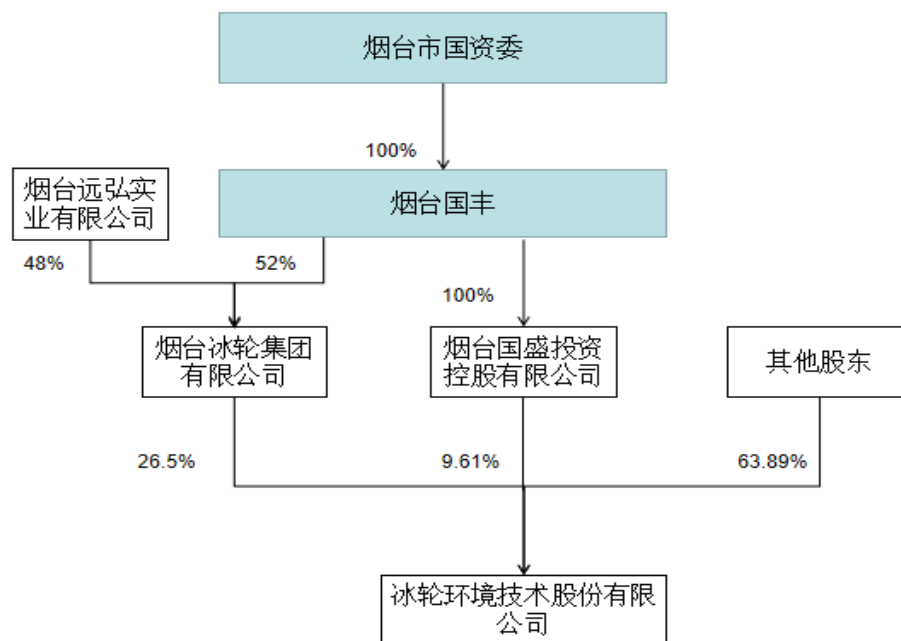 烟台市国资委
100%
烟台远弘实
业有限公司
烟台国丰
48%
52%
100%
烟台冰轮集团
有限公司
烟台国盛投资
控股有限公司
其他股东
26.5%
9.61%
63.89%
冰轮环境技术股份有限
公司